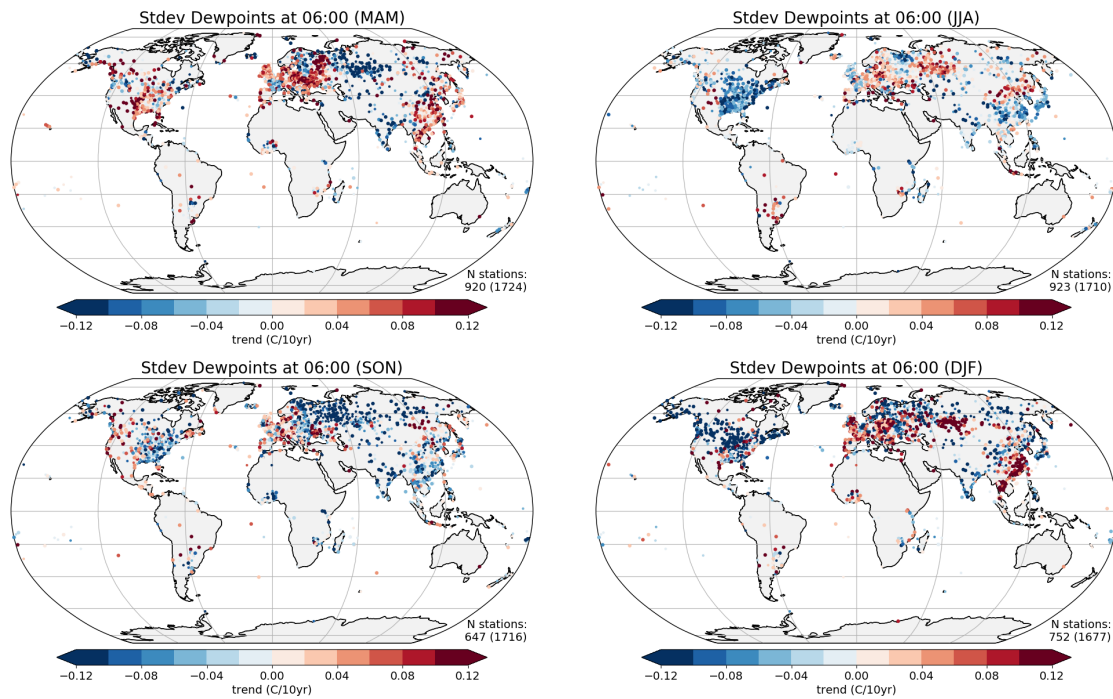 Stdev Dewpoints at 06:00 (MAM)
N stations:
920 (1724)
−0.12 −0.08 −0.04 0.00 0.04 0.08 0.12
trend (C/10yr)
Stdev Dewpoints at 06:00 (JJA)
N stations:
923 (1710)
−0.12 −0.08 −0.04 0.00 0.04 0.08 0.12
trend (C/10yr)
Stdev Dewpoints at 06:00 (SON)
N stations:
647 (1716)
−0.12 −0.08 −0.04 0.00 0.04 0.08 0.12
trend (C/10yr)
Stdev Dewpoints at 06:00 (DJF)
N stations:
752 (1677)
−0.12 −0.08 −0.04 0.00 0.04 0.08 0.12
trend (C/10yr)